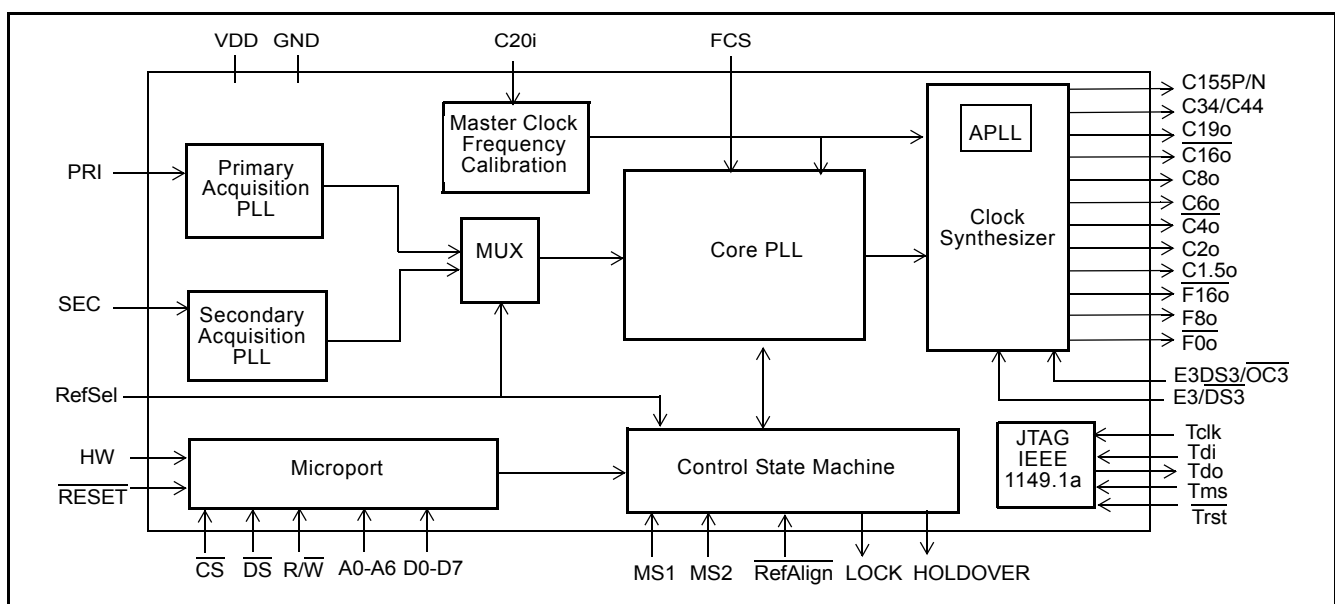 VDD GND C20i FCS
C155P/N
C34/C44
C19o
C16o
C8o
C6o
C4o
C2o
C1.5o
F16o
F8o
F0o
E3DS3/OC3
E3/DS3
Master Clock
Frequency
Calibration
APLL
Clock
Synthesizer
PRI
Primary
Acquisition
PLL
MUX
Core PLL
SEC
Secondary
Acquisition
PLL
RefSel
HW
RESET
Microport
Control State Machine
JTAG
IEEE
1149.1a
Tclk
Tdi
Tdo
Tms
Trst
CS DS R/W A0-A6 D0-D7
MS1 MS2 RefAlign LOCK HOLDOVER